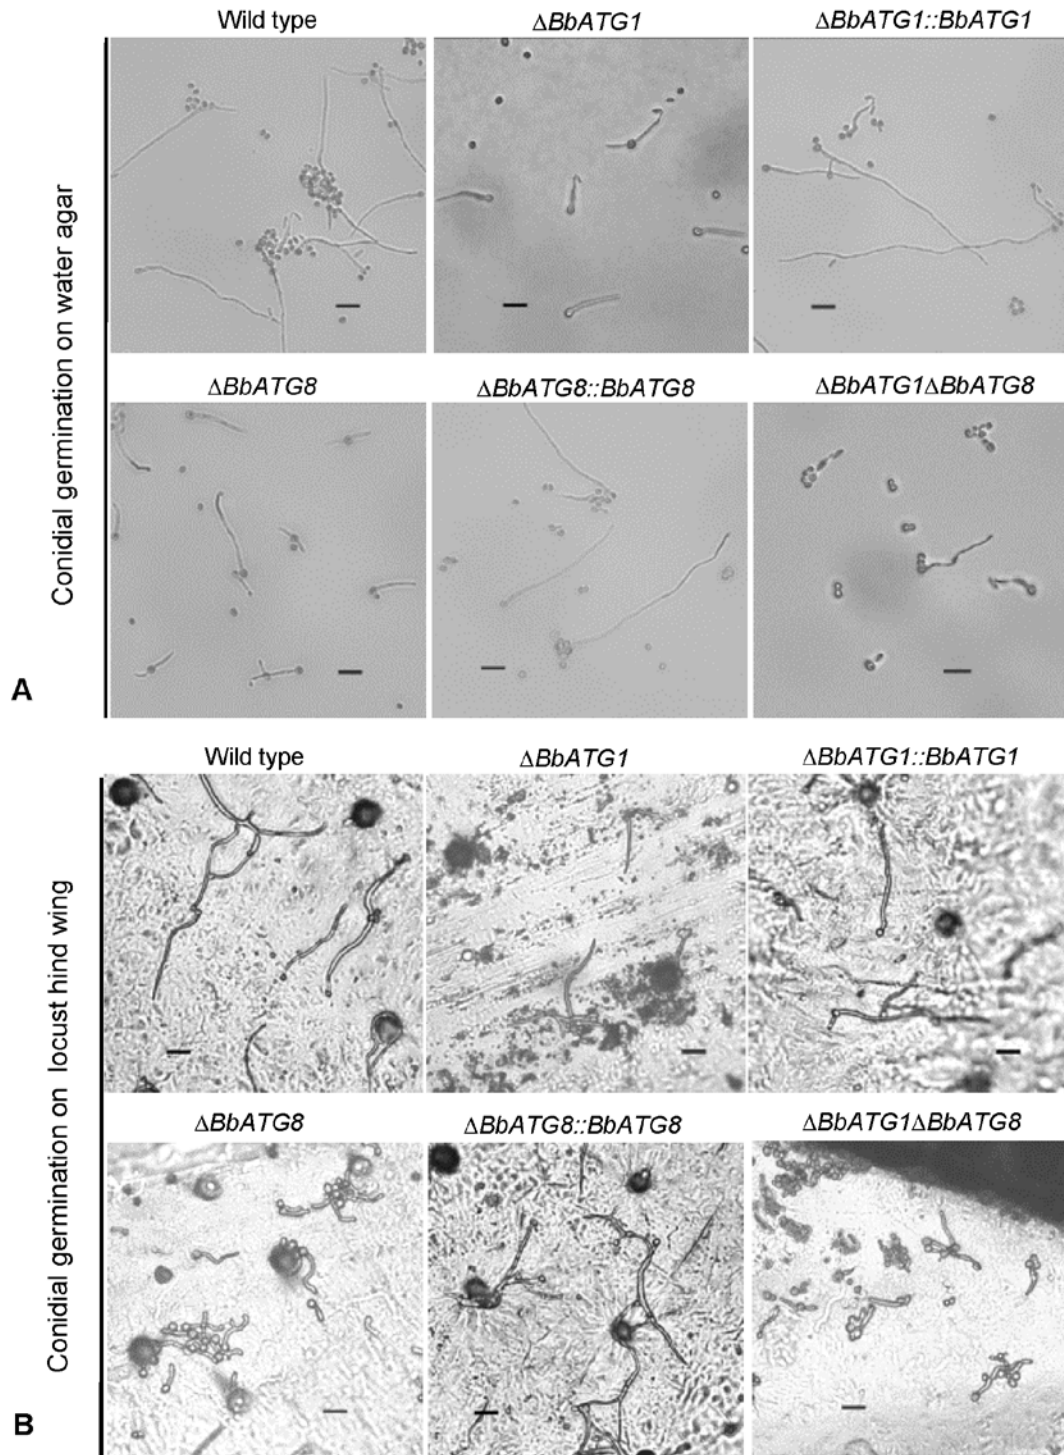 Wild type ΔBbATG1 ΔBbATG1::BbATG1
Conidial germination on water agar
ΔBbATG8 ΔBbATG8::BbATG8 ΔBbATG1ΔBbATG8
A
Wild type ΔBbATG1 ΔBbATG1::BbATG1
Conidial germination on locust hind wing
ΔBbATG8 ΔBbATG8::BbATG8 ΔBbATG1ΔBbATG8
B